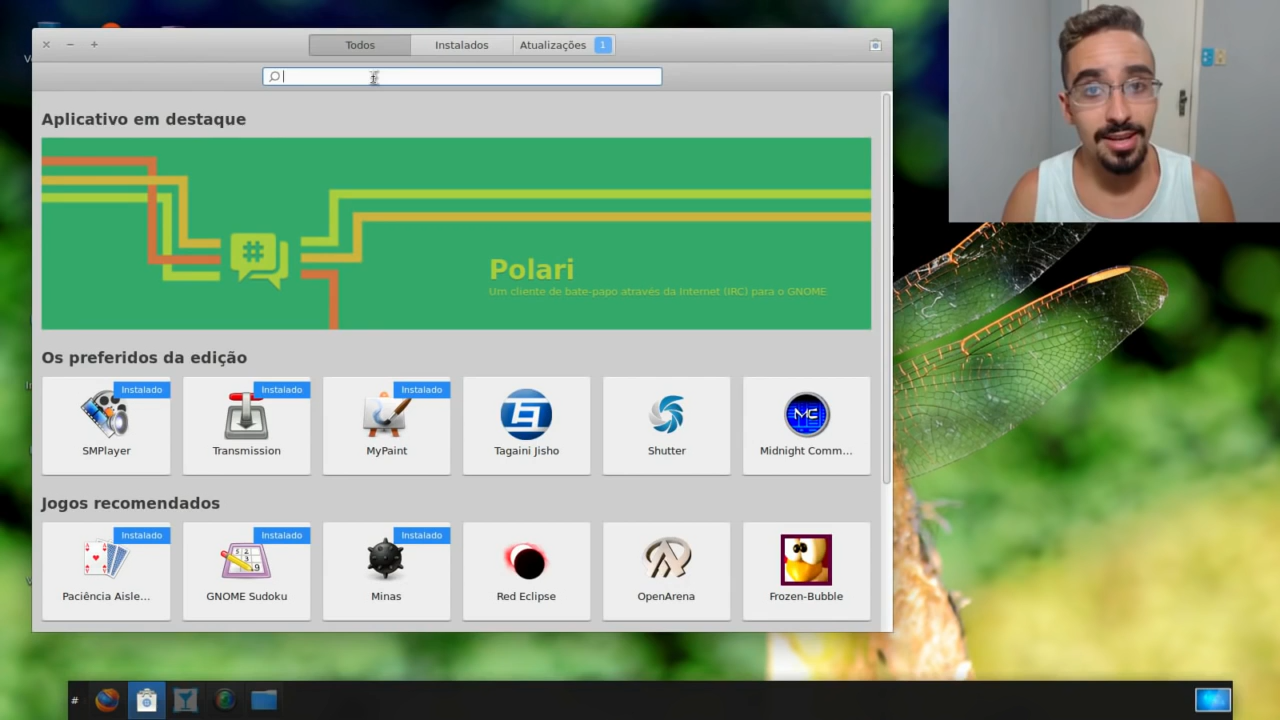 Todos
Instalados
Atualizações 1
Aplicativo em destaque
#
Polari
Um cliente de bate-papo através da Internet (IRC) para o GNOME
Os preferidos da edição
Instalado
Instalado
Instalado
SMPlayer
Transmission
MyPaint
Tagaini Jisho
Shutter
MC
Midnight Comm...
Jogos recomendados
Instalado
Instalado
Instalado
Paciência Aisle...
GNOME Sudoku
Minas
Red Eclipse
OpenArena
Frozen-Bubble
#